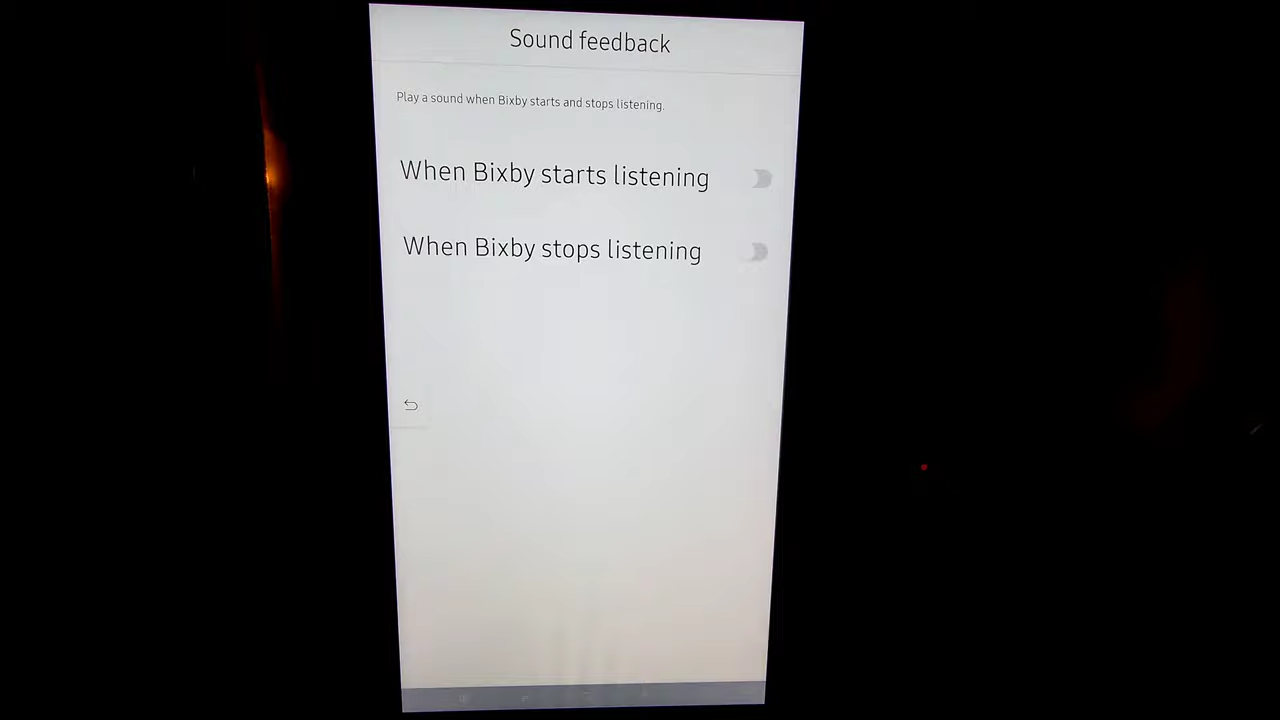 Sound feedback
Play a sound when Bixby starts and stops listening.
When Bixby starts listening
When Bixby stops listening